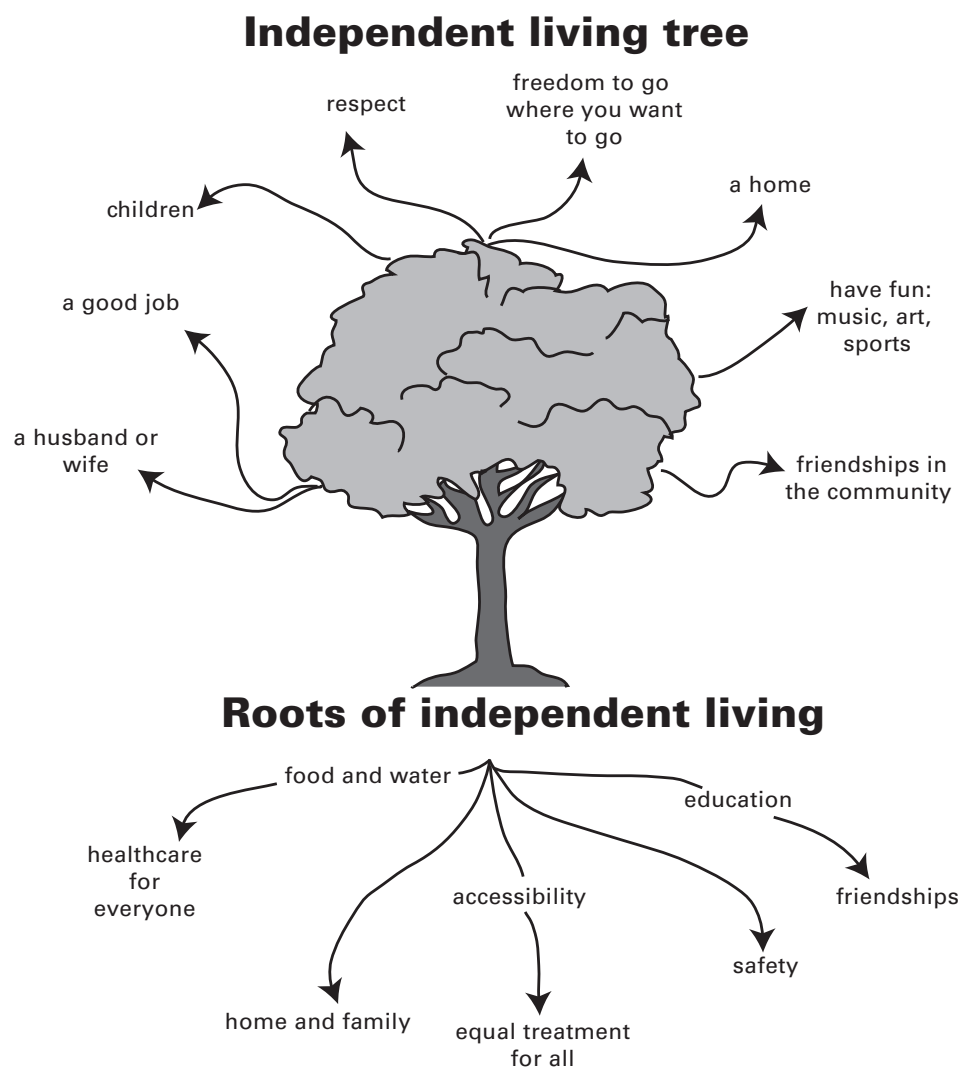 Independent living tree
respect
freedom to go
where you want
to go
children
a home
a good job
have fun:
music, art,
sports
a husband or
wife
friendships in
the community
Roots of independent living
food and water
education
healthcare
for
everyone
accessibility
friendships
safety
home and family
equal treatment
for all